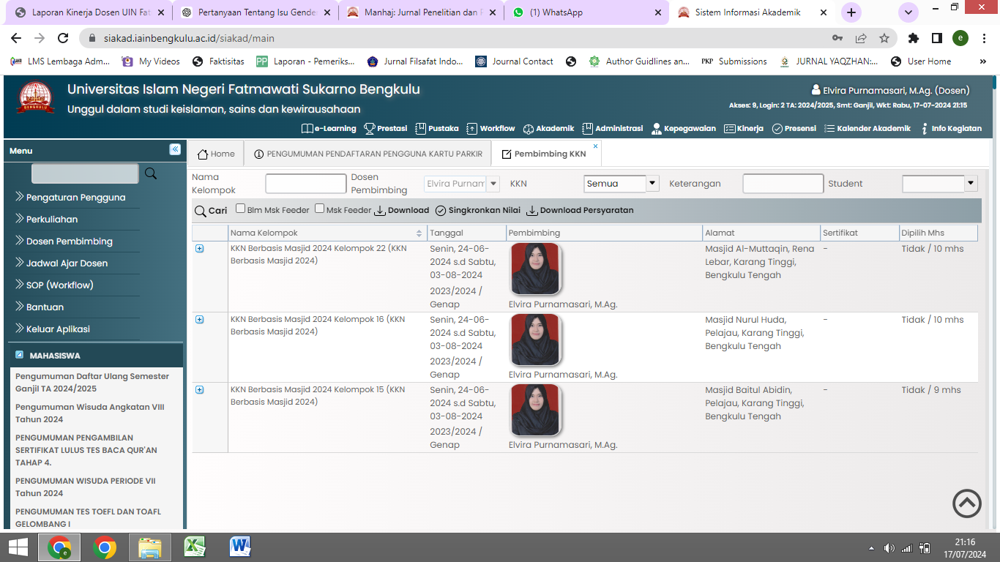 Laporan Kinerja Dosen UIN Fat
Pertanyaan Tentang Isu Gende
Manhaj: Jurnal Penelitian dan P
(1) WhatsApp
Sistem Informasi Akademik
siakad.iainbengkulu.ac.id/siakad/main
e
LMS Lembaga Adm...
My Videos
Faktisitas
PP
Laporan - Pemeriks...
Jurnal Filsafat Indo...
Journal Contact
Author Guidlines an...
PKP
Submissions
JURNAL YAQZHAN:...
User Home
BENGKULU
Universitas Islam Negeri Fatmawati Sukarno Bengkulu
Unggul dalam studi keislaman, sains dan kewirausahaan
Elvira Purnamasari, M.Ag. (Dosen)
Akses: 9, Login: 2 TA: 2024/2025, Smt: Ganjil, Wkt: Rabu, 17-07-2024 21:15
e-Learning
Prestasi
Pustaka
Workflow
Akademik
Administrasi
Kepegawaian
Kinerja
Presensi
Kalender Akademik
Info Kegiatan
Menu
Pengaturan Pengguna
Perkuliahan
Dosen Pembimbing
Jadwal Ajar Dosen
SOP (Workflow)
Bantuan
Keluar Aplikasi
MAHASISWA
Pengumuman Daftar Ulang Semester
Ganjil TA 2024/2025
Pengumuman Wisuda Angkatan VIII
Tahun 2024
PENGUMUMAN PENGAMBILAN
SERTIFIKAT LULUS TES BACA QUR'AN
TAHAP 4.
PENGUMUMAN WISUDA PERIODE VII
Tahun 2024
PENGUMUMAN TES TOEFL DAN TOAFL
GELOMBANG I
Home
PENGUMUMAN PENDAFTARAN PENGGUNA KARTU PARKIR
Pembimbing KKN
Nama
Kelompok
Dosen
Pembimbing
Elvira Purnam
KKN
Semua
Keterangan
Student
Cari
Blm Msk Feeder
Msk Feeder
Download
Singkronkan Nilai
Download Persyaratan
Nama Kelompok
Tanggal
Pembimbing
Alamat
Sertifikat
Dipilih Mhs
KKN Berbasis Masjid 2024 Kelompok 22 (KKN
Berbasis Masjid 2024)
Senin, 24-06-
2024 s.d Sabtu,
03-08-2024
2023/2024 /
Genap
Elvira Purnamasari, M.Ag.
Masjid Al-Muttaqin, Rena
Lebar, Karang Tinggi,
Bengkulu Tengah
-
Tidak / 10 mhs
KKN Berbasis Masjid 2024 Kelompok 16 (KKN
Berbasis Masjid 2024)
Senin, 24-06-
2024 s.d Sabtu,
03-08-2024
2023/2024 /
Genap
Elvira Purnamasari, M.Ag.
Masjid Nurul Huda,
Pelajau, Karang Tinggi,
Bengkulu Tengah
-
Tidak / 10 mhs
KKN Berbasis Masjid 2024 Kelompok 15 (KKN
Berbasis Masjid 2024)
Senin, 24-06-
2024 s.d Sabtu,
03-08-2024
2023/2024 /
Genap
Elvira Purnamasari, M.Ag.
Masjid Baitul Abidin,
Pelajau, Karang Tinggi,
Bengkulu Tengah
-
Tidak / 9 mhs
21:16
17/07/2024